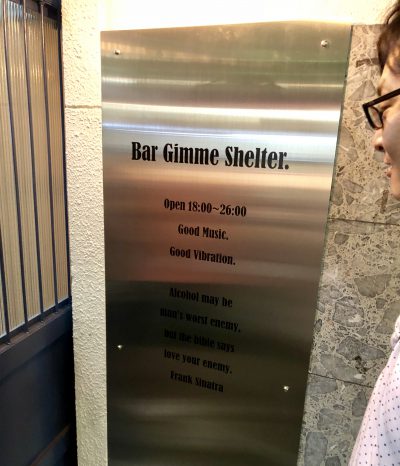 Bar Gimme Shelter.
Open 18:00~26:00
Good Music.
Good Vibration.
Alcohol may be
man's worst enemy,
but the bible says
love your enemy.
Frank Sinatra